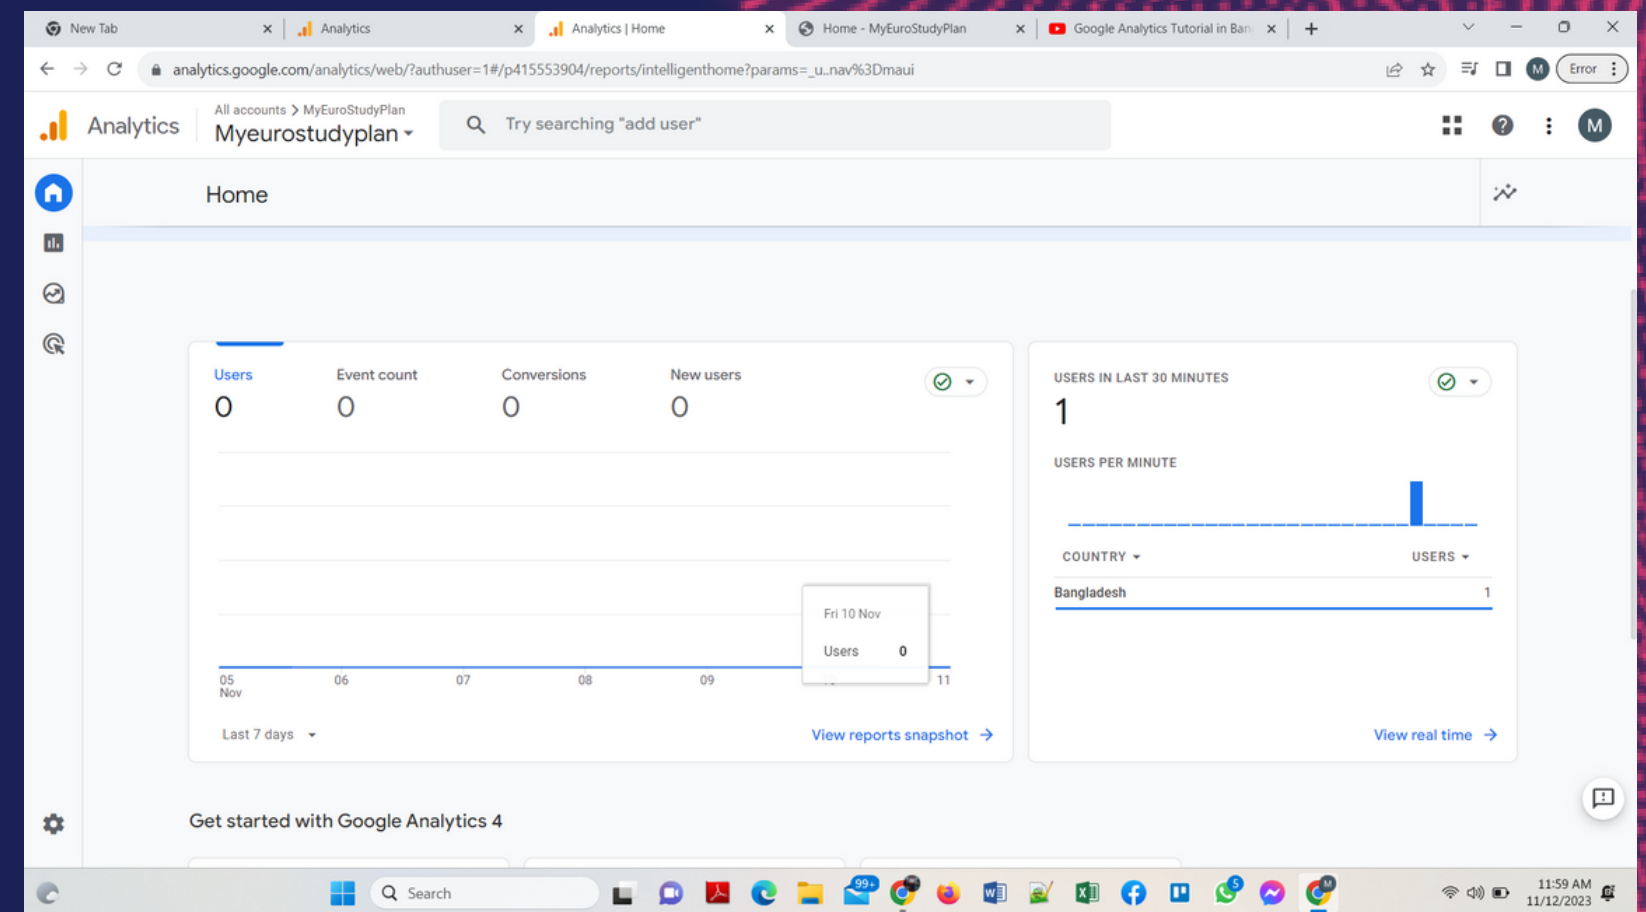 New Tab
Analytics
Analytics | Home
Home - MyEuroStudyPlan
Google Analytics Tutorial in Ban
analytics.google.com/analytics/web/?authuser=1#/p415553904/reports/intelligenthome?params=_u..nav%3Dmaui
M
Error
Analytics
All accounts > MyEuroStudyPlan
Myeurostudyplan
Try searching "add user"
M
Home
Users
Event count
Conversions
New users
0
0
0
0
Fri 10 Nov
Users 0
05
Nov
06
07
08
09
11
Last 7 days
View reports snapshot
USERS IN LAST 30 MINUTES
1
USERS PER MINUTE
COUNTRY
USERS
Bangladesh
1
View real time
Get started with Google Analytics 4
Search
99+
5
M
11:59 AM
11/12/2023